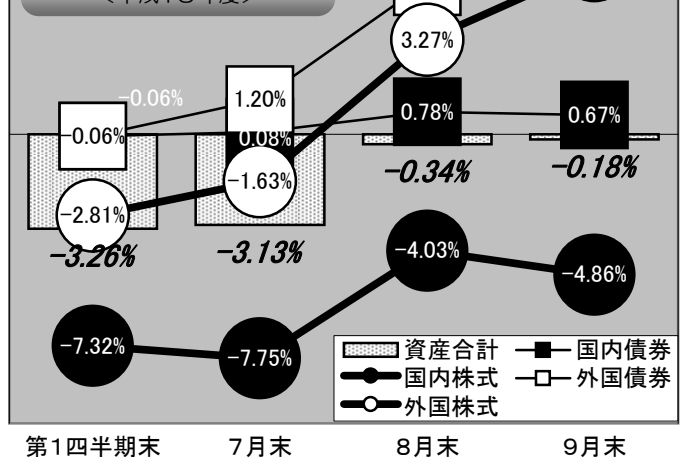 3.27%
−0.06%
1.20%
0.78%
0.67%
−0.06%
0.08%
−0.34%
−0.18%
−1.63%
−2.81%
−3.26%
−3.13%
−4.03%
−4.86%
−7.32%
−7.75%
資産合計
国内債券
国内株式
外国債券
外国株式
第1四半期末
7月末
8月末
9月末